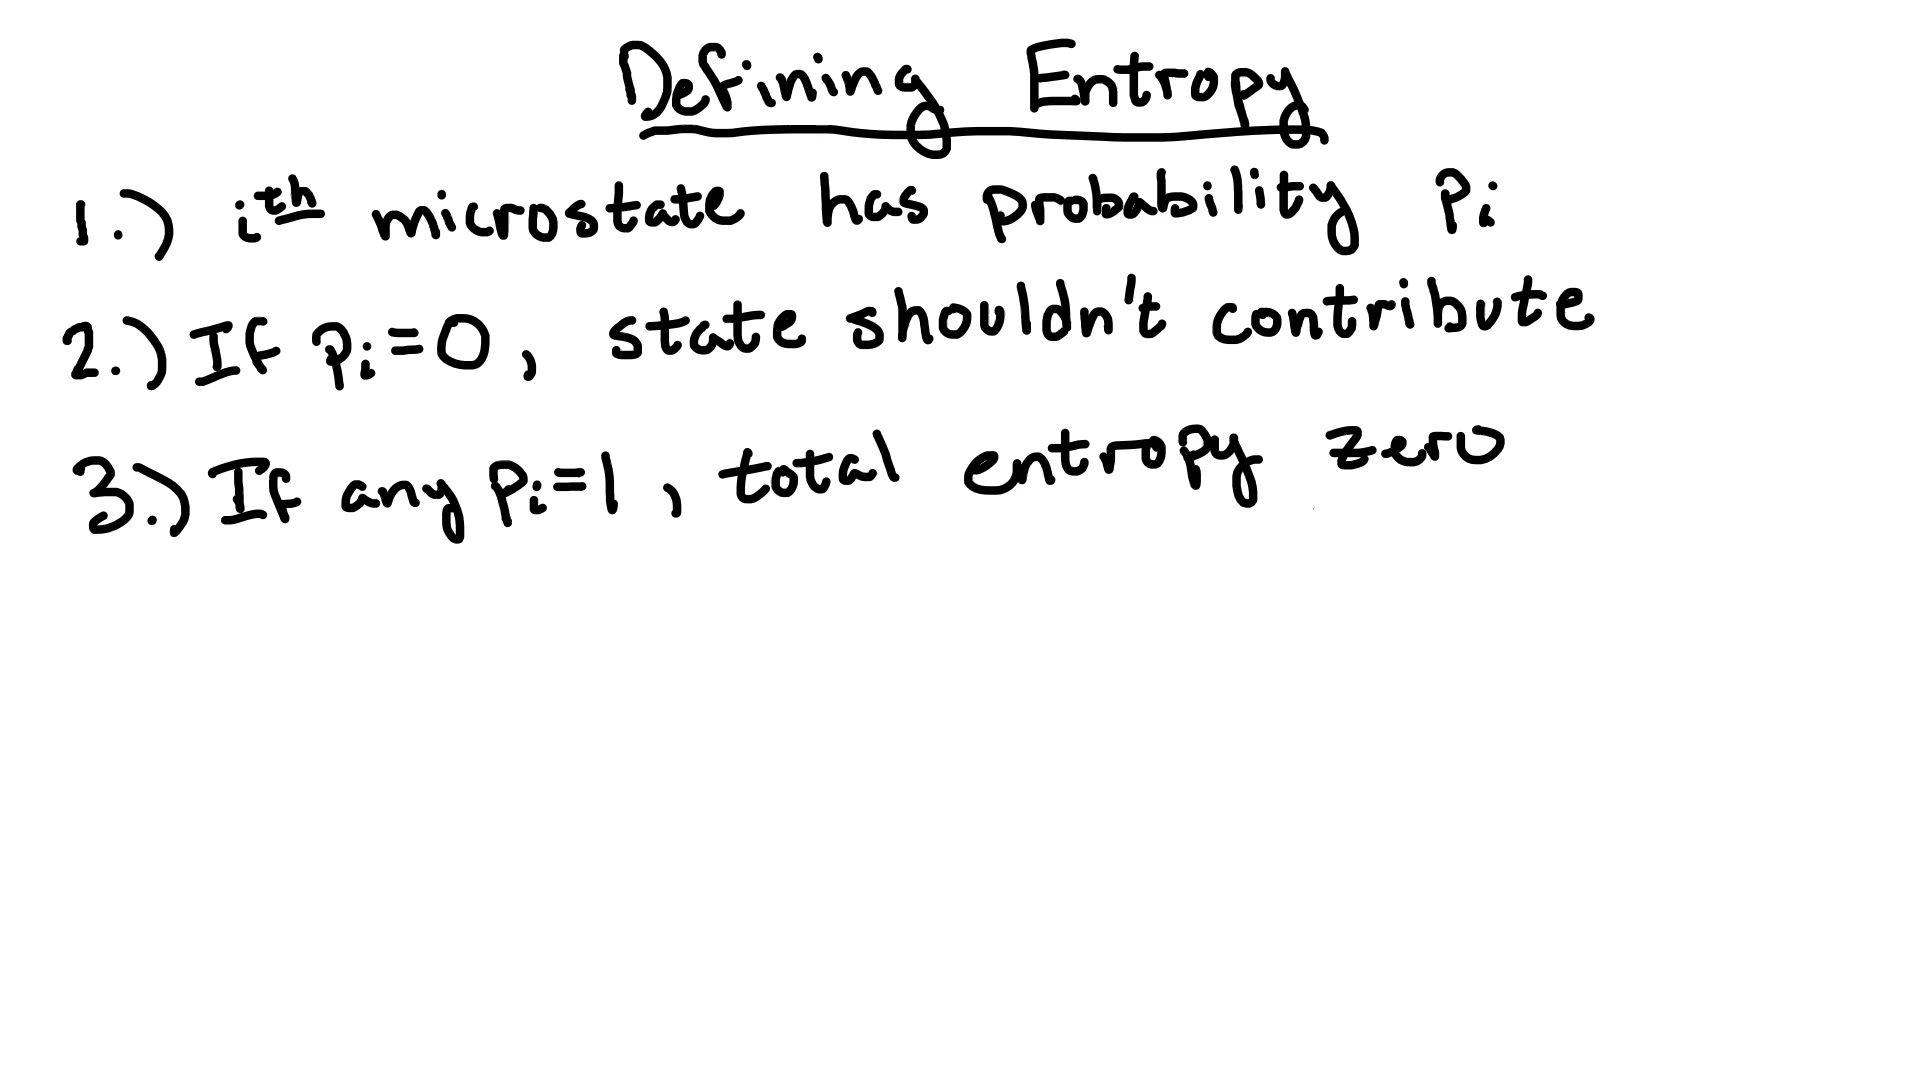 Defining Entropy
1.) ith microstate has probability pi
2.) If pi=0, state shouldn't contribute
3.) If any pi=1, total entropy zero